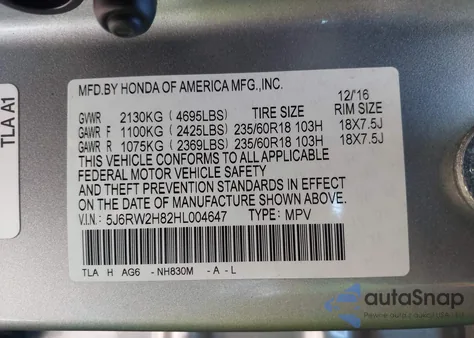 TLA A1
MFD.BY HONDA OF AMERICA MFG.,INC.
12/'16
GVWR 2130KG (4695LBS) TIRE SIZE RIM SIZE
GAWR F 1100KG (2425LBS) 235/60R18 103H 18X7.5J
GAWR R 1075KG (2369LBS) 235/60R18 103H 18X7.5J
THIS VEHICLE CONFORMS TO ALL APPLICABLE
FEDERAL MOTOR VEHICLE SAFETY
AND THEFT PREVENTION STANDARDS IN EFFECT
ON THE DATE OF MANUFACTURE SHOWN ABOVE.
V.I.N.: 5J6RW2H82HL004647 TYPE: MPV
TLA H AG6 -NH830M -A-L
autoSnap